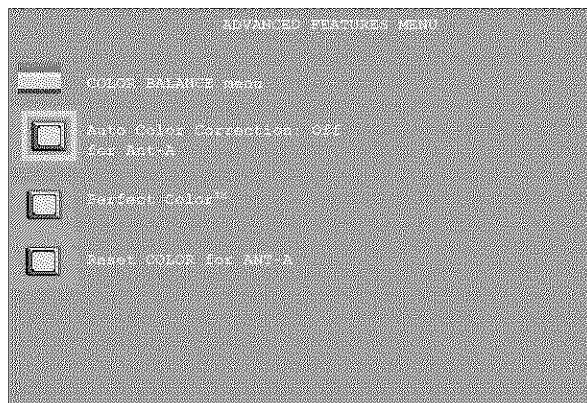 ADVANCED FEATURES MENU
COLOR BALANCE menu
Auto Color Correction: Off
for Ant-A
Perfect Color™
Reset COLOR for ANT-A